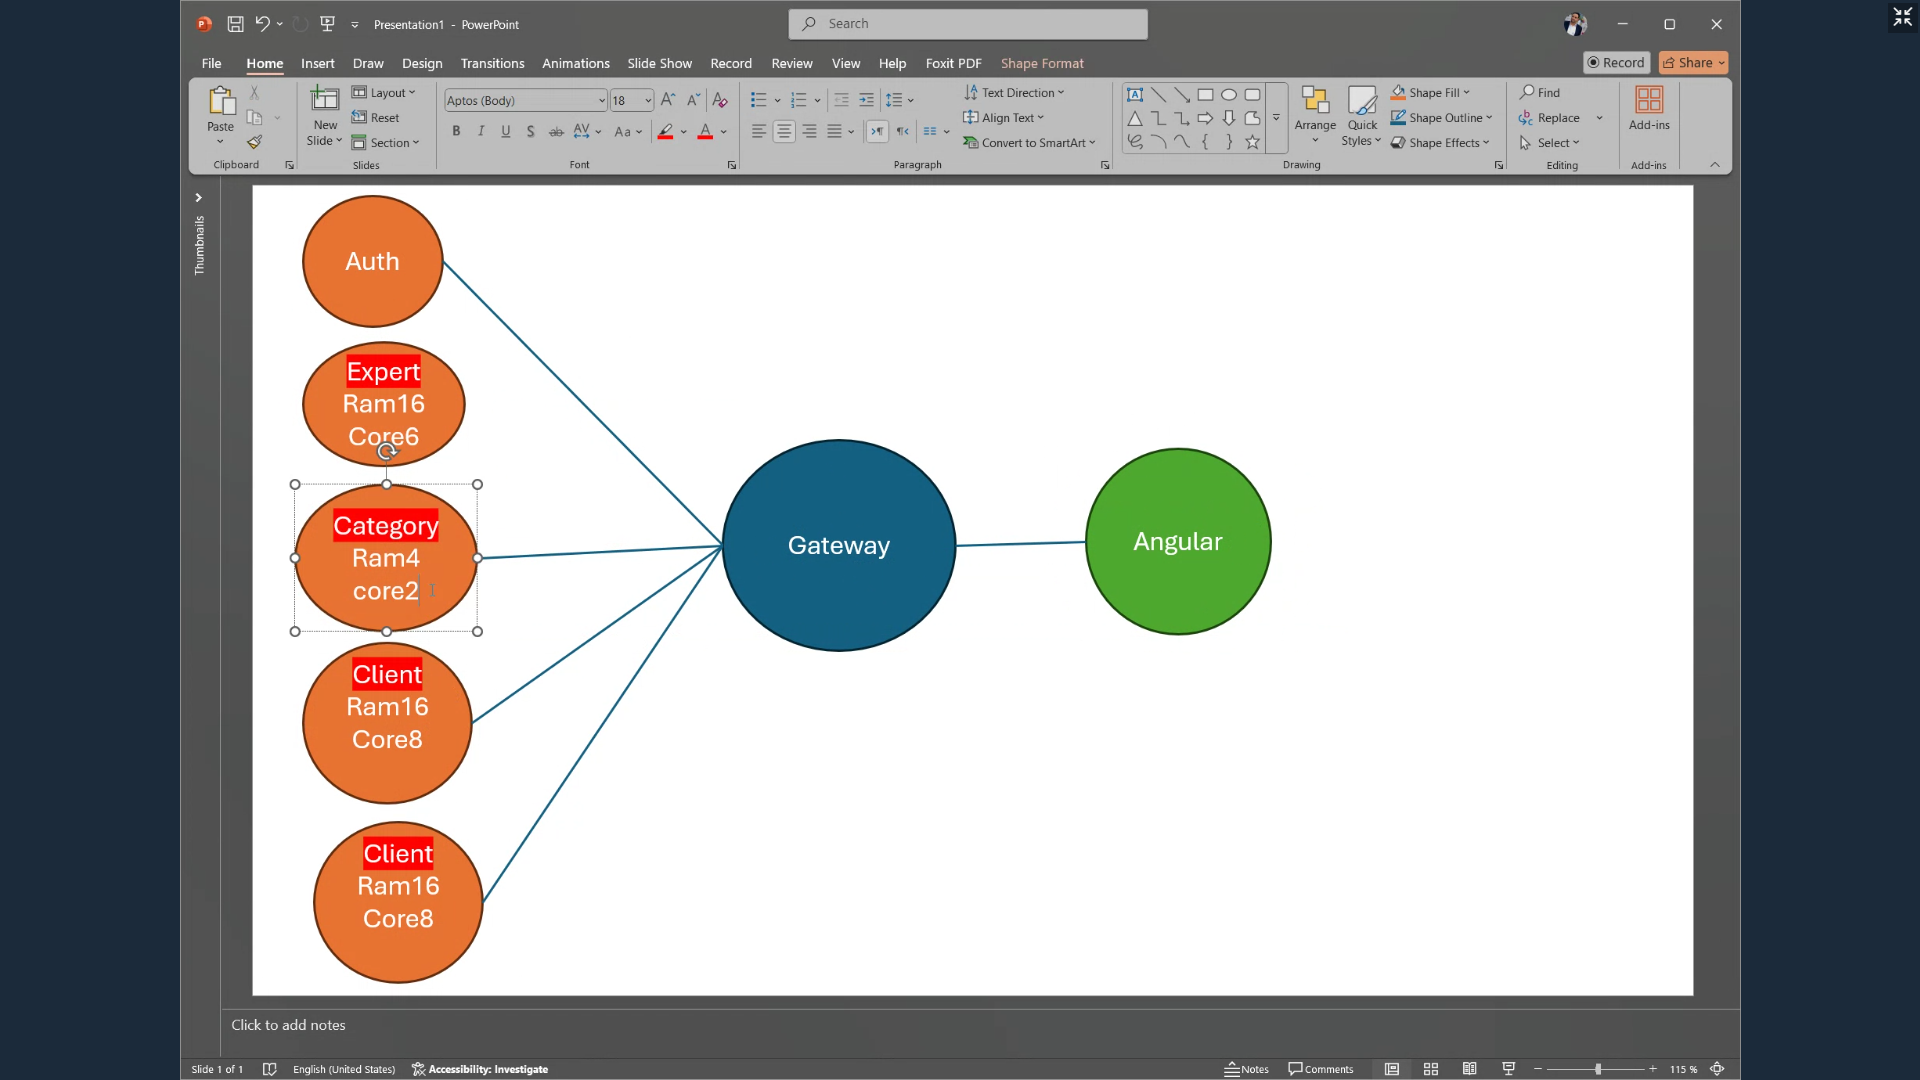 Presentation1 - PowerPoint
Search
File Home Insert Draw Design Transitions Animations Slide Show Record Review View Help Foxit PDF Shape Format
Record Share
Paste
Clipboard
New
Slide
Layout
Reset
Section
Slides
Aptos (Body) 18
B I U S ab AV Aa A
Font
Text Direction
Align Text
Convert to SmartArt
Paragraph
Arrange
Quick
Styles
Shape Fill
Shape Outline
Shape Effects
Drawing
Find
Replace
Select
Editing
Add-ins
Add-ins
Thumbnails
Auth
Expert
Ram16
Core6
Category
Ram4
core2
Client
Ram16
Core8
Client
Ram16
Core8
Gateway
Angular
Click to add notes
Slide 1 of 1 English (United States) Accessibility: Investigate Notes Comments 115 %